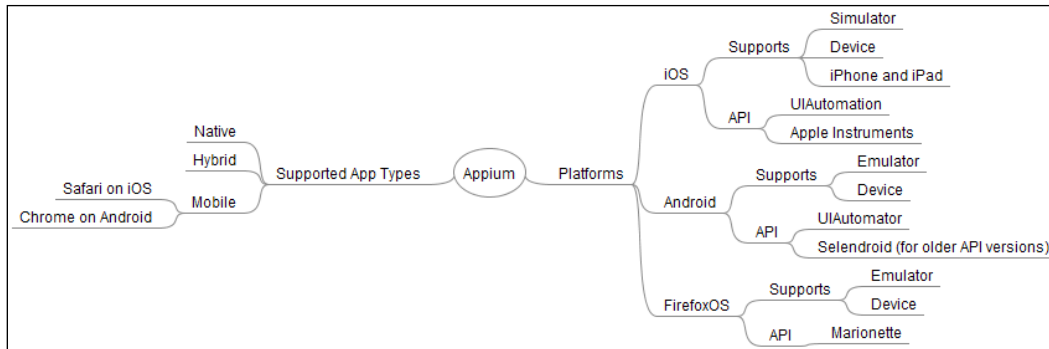 Simulator
Supports
Device
iOS
iPhone and iPad
UIAutomation
API
Apple Instruments
Native
Hybrid
Supported App Types
Appium
Platforms
Safari on iOS
Mobile
Chrome on Android
Emulator
Supports
Device
Android
UIAutomator
API
Selendroid (for older API versions)
Emulator
Supports
Device
FirefoxOS
API
Marionette